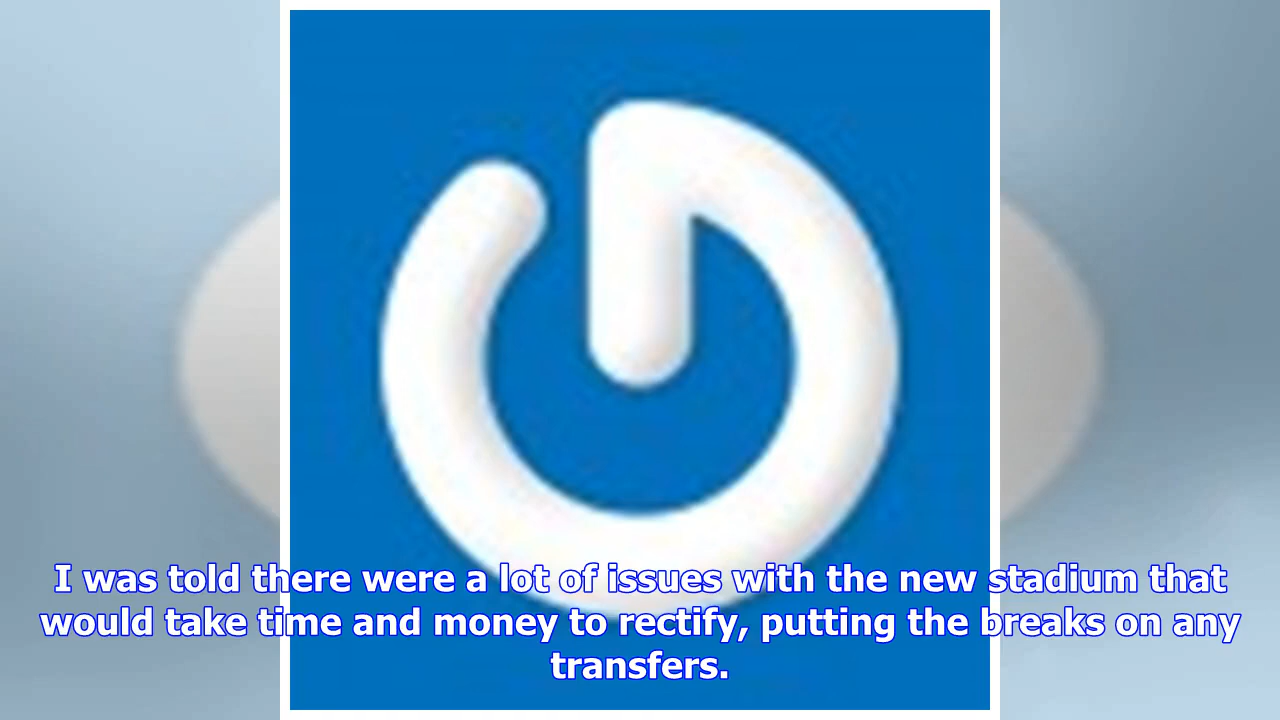 I was told there were a lot of issues with the new stadium that
would take time and money to rectify, putting the breaks on any
transfers.